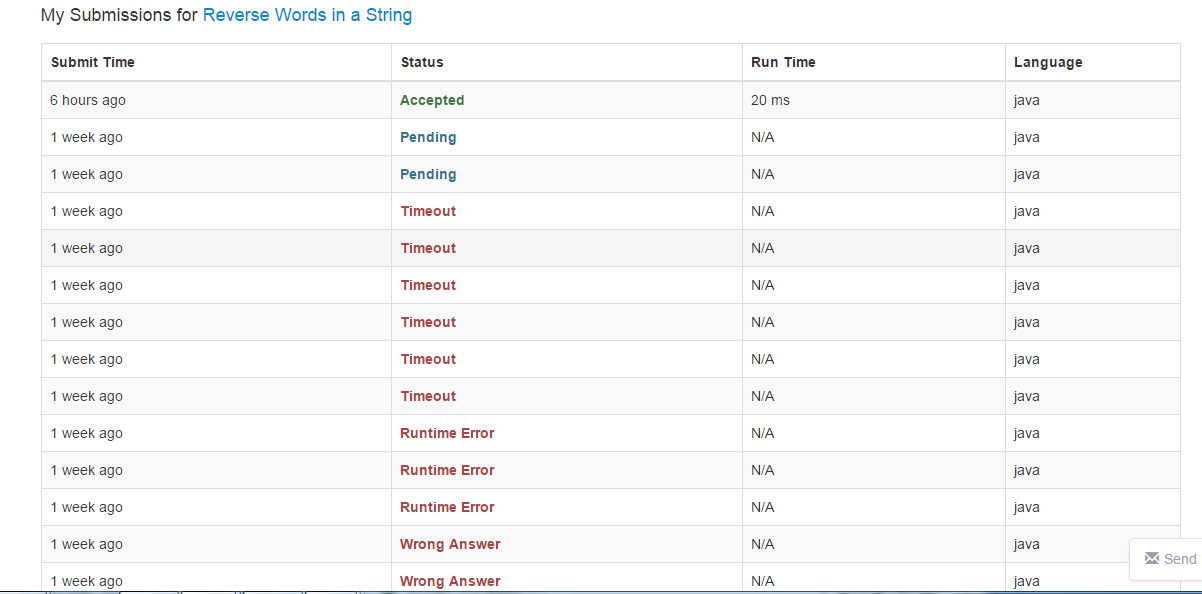 My Submissions for Reverse Words in a String
Submit Time Status Run Time Language
6 hours ago Accepted 20 ms java
1 week ago Pending N/A java
1 week ago Pending N/A java
1 week ago Timeout N/A java
1 week ago Timeout N/A java
1 week ago Timeout N/A java
1 week ago Timeout N/A java
1 week ago Timeout N/A java
1 week ago Timeout N/A java
1 week ago Runtime Error N/A java
1 week ago Runtime Error N/A java
1 week ago Runtime Error N/A java
1 week ago Wrong Answer N/A java
Send
1 week ago Wrong Answer N/A java